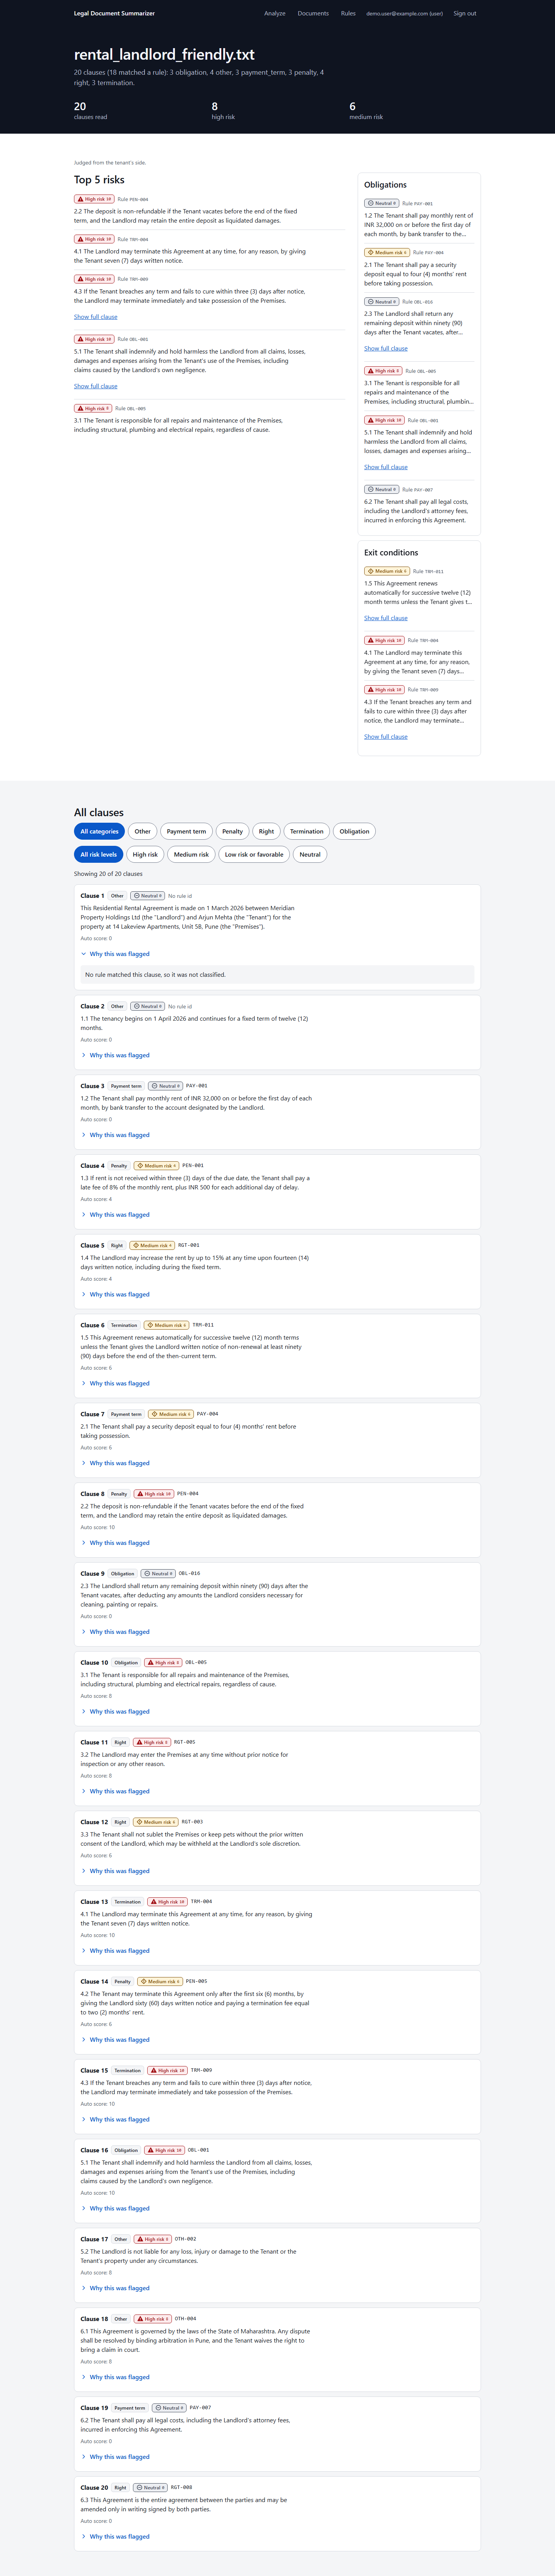 Legal Document Summarizer
Analyze Documents Rules demo.user@example.com (user) Sign out
rental_landlord_friendly.txt
20 clauses (18 matched a rule): 3 obligation, 4 other, 3 payment_term, 3 penalty, 4
right, 3 termination.
20 8 6
clauses read high risk medium risk
Judged from the tenant's side.
Top 5 risks
High risk 10 Rule PEN-004
2.2 The deposit is non-refundable if the Tenant vacates before the end of the fixed
term, and the Landlord may retain the entire deposit as liquidated damages.
High risk 10 Rule TRM-004
4.1 The Landlord may terminate this Agreement at any time, for any reason, by giving
the Tenant seven (7) days written notice.
High risk 10 Rule TRM-009
4.3 If the Tenant breaches any term and fails to cure within three (3) days after notice,
the Landlord may terminate immediately and take possession of the Premises.
Show full clause
High risk 10 Rule OBL-001
5.1 The Tenant shall indemnify and hold harmless the Landlord from all claims, losses,
damages and expenses arising from the Tenant's use of the Premises, including
claims caused by the Landlord's own negligence.
Show full clause
High risk 8 Rule OBL-005
3.1 The Tenant is responsible for all repairs and maintenance of the Premises,
including structural, plumbing and electrical repairs, regardless of cause.
Obligations
Neutral 0 Rule PAY-001
1.2 The Tenant shall pay monthly rent of
INR 32,000 on or before the first day of
each month, by bank transfer to the...
Medium risk 6 Rule PAY-004
2.1 The Tenant shall pay a security
deposit equal to four (4) months' rent
before taking possession.
Neutral 0 Rule OBL-016
2.3 The Landlord shall return any
remaining deposit within ninety (90)
days after the Tenant vacates, after...
Show full clause
High risk 8 Rule OBL-005
3.1 The Tenant is responsible for all
repairs and maintenance of the
Premises, including structural, plumbin...
High risk 10 Rule OBL-001
5.1 The Tenant shall indemnify and hold
harmless the Landlord from all claims,
losses, damages and expenses arising...
Show full clause
Neutral 0 Rule PAY-007
6.2 The Tenant shall pay all legal costs,
including the Landlord's attorney fees,
incurred in enforcing this Agreement.
Exit conditions
Medium risk 6 Rule TRM-011
1.5 This Agreement renews
automatically for successive twelve (12)
month terms unless the Tenant gives t...
Show full clause
High risk 10 Rule TRM-004
4.1 The Landlord may terminate this
Agreement at any time, for any reason,
by giving the Tenant seven (7) days...
High risk 10 Rule TRM-009
4.3 If the Tenant breaches any term and
fails to cure within three (3) days after
notice, the Landlord may terminate...
Show full clause
All clauses
All categories Other Payment term Penalty Right Termination Obligation
All risk levels High risk Medium risk Low risk or favorable Neutral
Showing 20 of 20 clauses
Clause 1 Other Neutral 0 No rule id
This Residential Rental Agreement is made on 1 March 2026 between Meridian
Property Holdings Ltd (the "Landlord") and Arjun Mehta (the "Tenant") for the
property at 14 Lakeview Apartments, Unit 5B, Pune (the "Premises").
Auto score: 0
Why this was flagged
No rule matched this clause, so it was not classified.
Clause 2 Other Neutral 0 No rule id
1.1 The tenancy begins on 1 April 2026 and continues for a fixed term of twelve (12)
months.
Auto score: 0
Why this was flagged
Clause 3 Payment term Neutral 0 PAY-001
1.2 The Tenant shall pay monthly rent of INR 32,000 on or before the first day of each
month, by bank transfer to the account designated by the Landlord.
Auto score: 0
Why this was flagged
Clause 4 Penalty Medium risk 4 PEN-001
1.3 If rent is not received within three (3) days of the due date, the Tenant shall pay a
late fee of 8% of the monthly rent, plus INR 500 for each additional day of delay.
Auto score: 4
Why this was flagged
Clause 5 Right Medium risk 4 RGT-001
1.4 The Landlord may increase the rent by up to 15% at any time upon fourteen (14)
days written notice, including during the fixed term.
Auto score: 4
Why this was flagged
Clause 6 Termination Medium risk 6 TRM-011
1.5 This Agreement renews automatically for successive twelve (12) month terms
unless the Tenant gives the Landlord written notice of non-renewal at least ninety
(90) days before the end of the then-current term.
Auto score: 6
Why this was flagged
Clause 7 Payment term Medium risk 6 PAY-004
2.1 The Tenant shall pay a security deposit equal to four (4) months' rent before
taking possession.
Auto score: 6
Why this was flagged
Clause 8 Penalty High risk 10 PEN-004
2.2 The deposit is non-refundable if the Tenant vacates before the end of the fixed
term, and the Landlord may retain the entire deposit as liquidated damages.
Auto score: 10
Why this was flagged
Clause 9 Obligation Neutral 0 OBL-016
2.3 The Landlord shall return any remaining deposit within ninety (90) days after the
Tenant vacates, after deducting any amounts the Landlord considers necessary for
cleaning, painting or repairs.
Auto score: 0
Why this was flagged
Clause 10 Obligation High risk 8 OBL-005
3.1 The Tenant is responsible for all repairs and maintenance of the Premises,
including structural, plumbing and electrical repairs, regardless of cause.
Auto score: 8
Why this was flagged
Clause 11 Right High risk 8 RGT-005
3.2 The Landlord may enter the Premises at any time without prior notice for
inspection or any other reason.
Auto score: 8
Why this was flagged
Clause 12 Right Medium risk 6 RGT-003
3.3 The Tenant shall not sublet the Premises or keep pets without the prior written
consent of the Landlord, which may be withheld at the Landlord's sole discretion.
Auto score: 6
Why this was flagged
Clause 13 Termination High risk 10 TRM-004
4.1 The Landlord may terminate this Agreement at any time, for any reason, by giving
the Tenant seven (7) days written notice.
Auto score: 10
Why this was flagged
Clause 14 Penalty Medium risk 6 PEN-005
4.2 The Tenant may terminate this Agreement only after the first six (6) months, by
giving the Landlord sixty (60) days written notice and paying a termination fee equal
to two (2) months' rent.
Auto score: 6
Why this was flagged
Clause 15 Termination High risk 10 TRM-009
4.3 If the Tenant breaches any term and fails to cure within three (3) days after notice,
the Landlord may terminate immediately and take possession of the Premises.
Auto score: 10
Why this was flagged
Clause 16 Obligation High risk 10 OBL-001
5.1 The Tenant shall indemnify and hold harmless the Landlord from all claims, losses,
damages and expenses arising from the Tenant's use of the Premises, including
claims caused by the Landlord's own negligence.
Auto score: 10
Why this was flagged
Clause 17 Other High risk 8 OTH-002
5.2 The Landlord is not liable for any loss, injury or damage to the Tenant or the
Tenant's property under any circumstances.
Auto score: 8
Why this was flagged
Clause 18 Other High risk 8 OTH-004
6.1 This Agreement is governed by the laws of the State of Maharashtra. Any dispute
shall be resolved by binding arbitration in Pune, and the Tenant waives the right to
bring a claim in court.
Auto score: 8
Why this was flagged
Clause 19 Payment term Neutral 0 PAY-007
6.2 The Tenant shall pay all legal costs, including the Landlord's attorney fees,
incurred in enforcing this Agreement.
Auto score: 0
Why this was flagged
Clause 20 Right Neutral 0 RGT-008
6.3 This Agreement is the entire agreement between the parties and may be
amended only in writing signed by both parties.
Auto score: 0
Why this was flagged